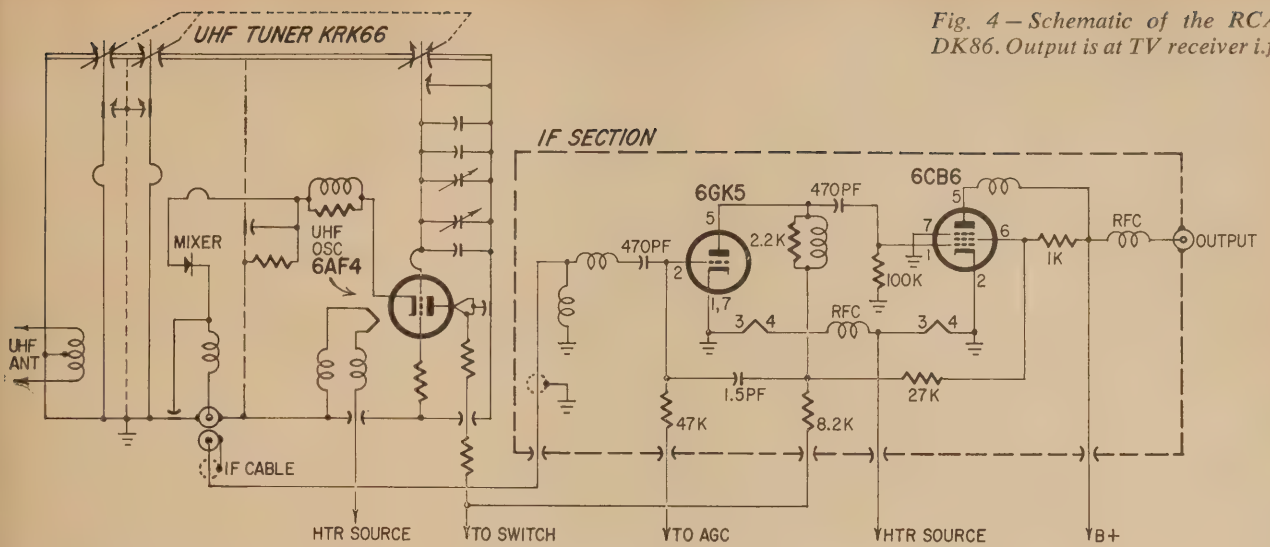 Fig. 4 — Schematic of the RCA
DK86. Output is at TV receiver i.f
UHF TUNER KRK66
MIXER
UHF
OSC
6AF4
UHF
ANT
IF CABLE
HTR SOURCE
TO SWITCH
IF SECTION
470PF
2
6GK5
5
1,7
2.2K
470PF
100K
6CB6
5
7
1
6
2
1K
RFC
OUTPUT
3
4
RFC
3
4
1.5PF
27K
47K
8.2K
TO AGC
HTR SOURCE
B+